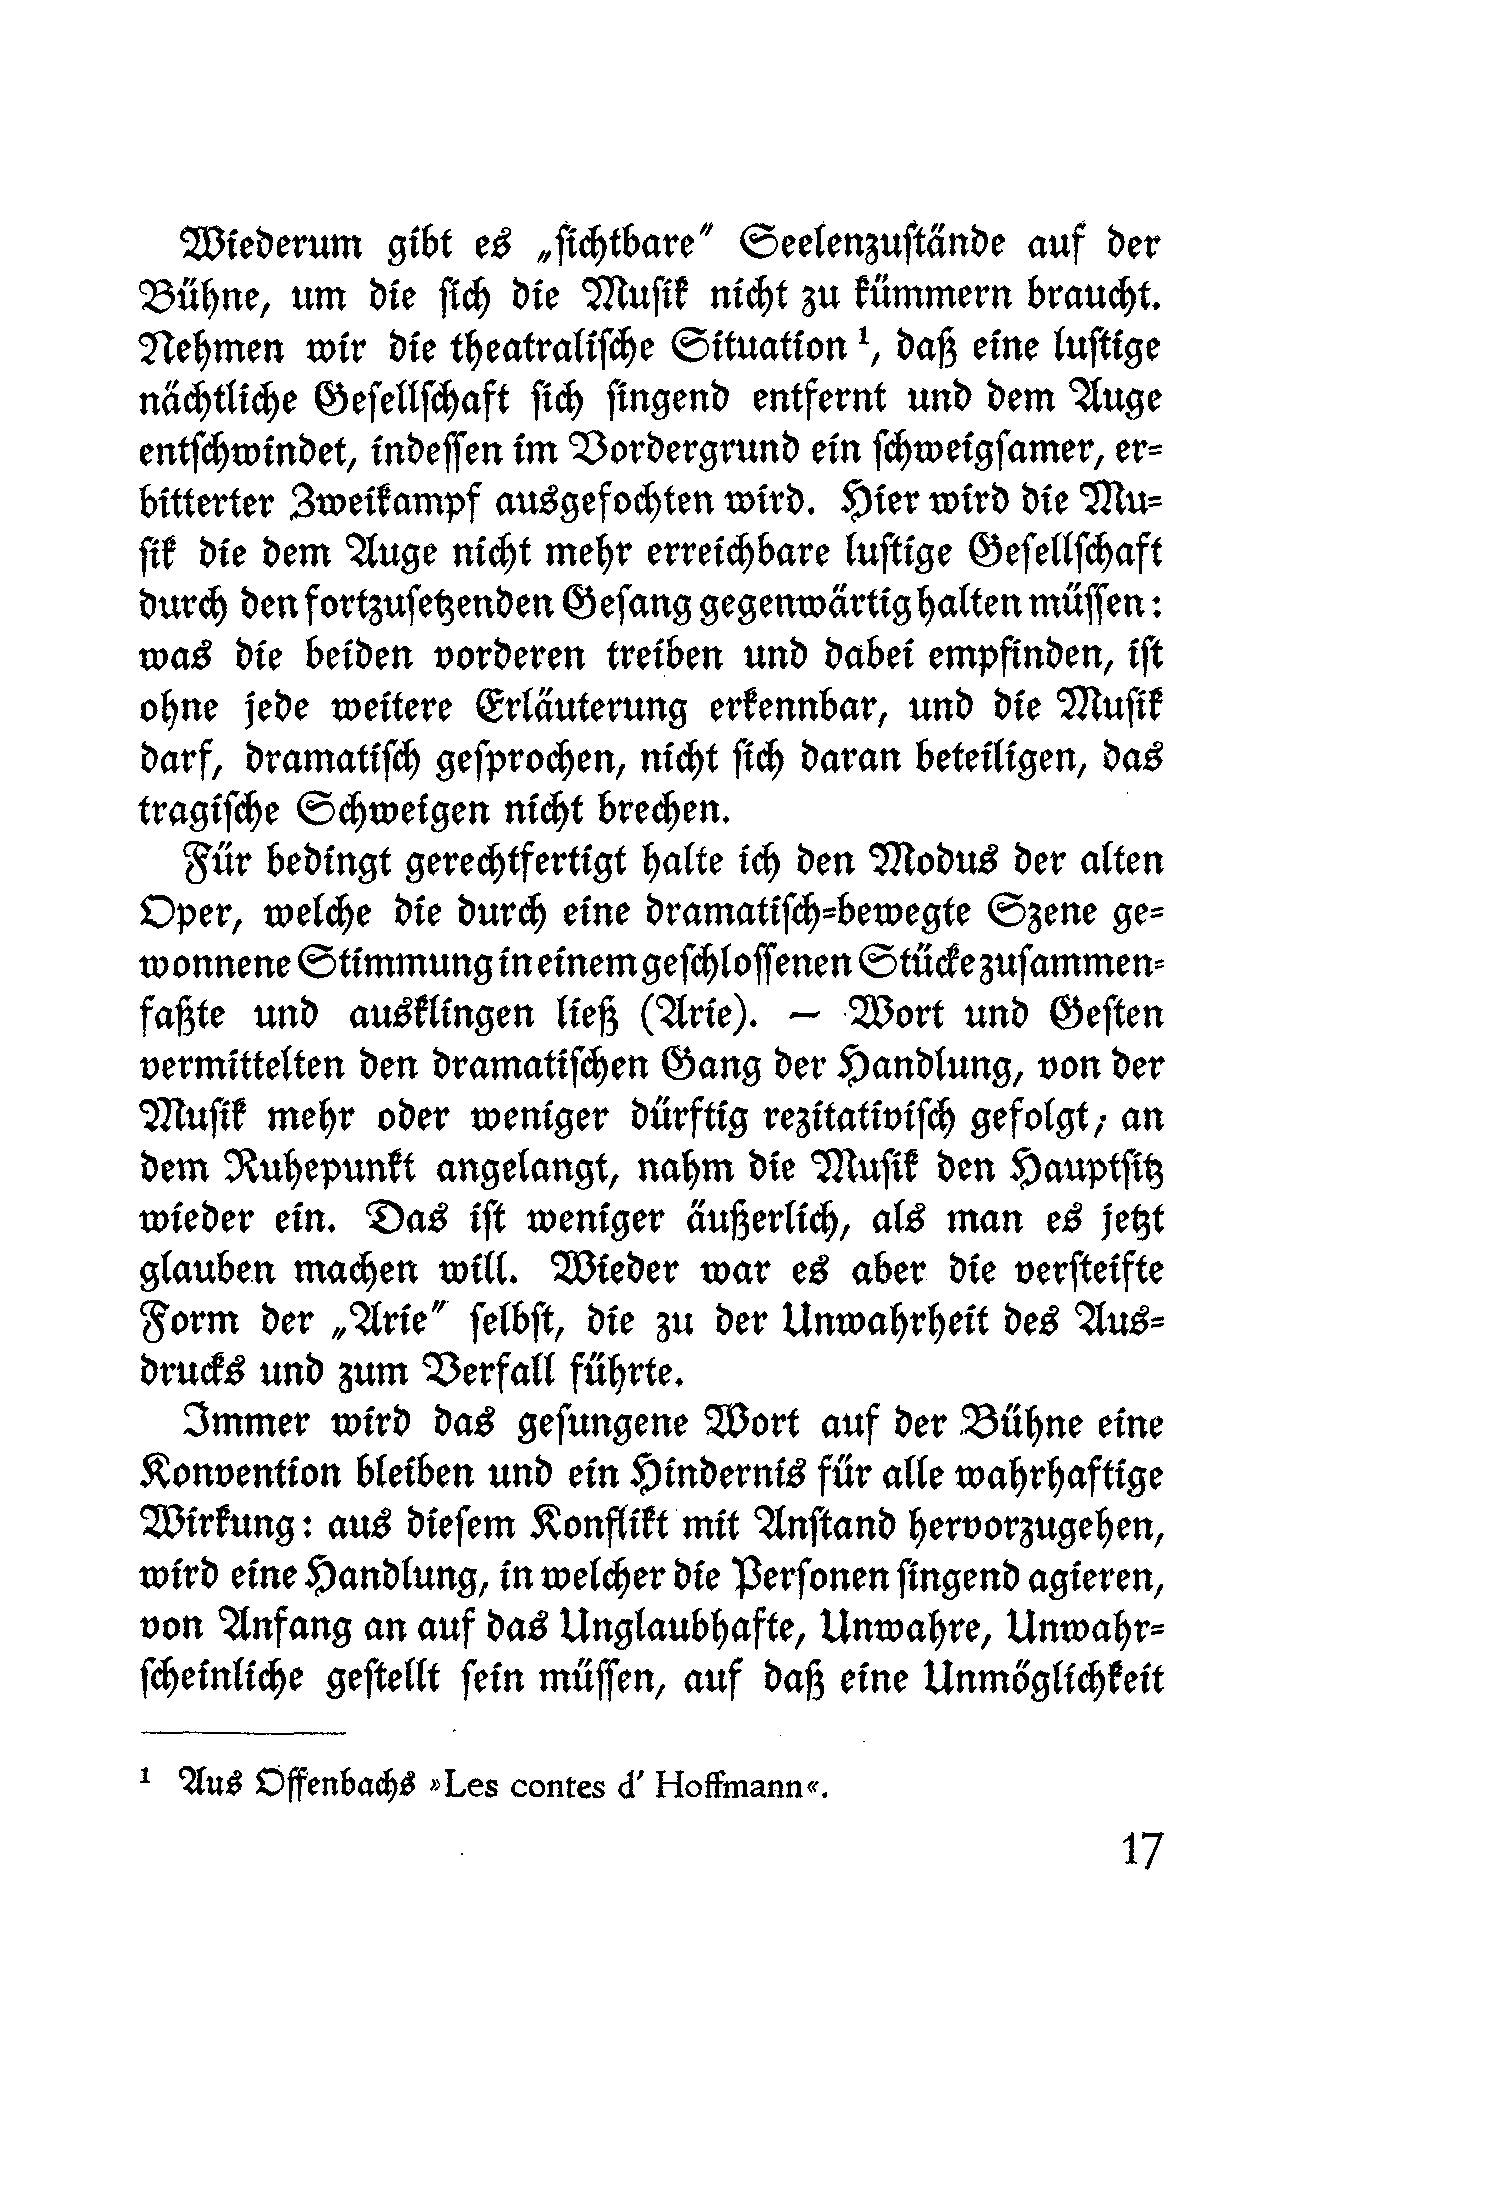 Wiederum gibt es „sichtbare" Seelenzustände auf der
Bühne, um die sich die Musik nicht zu kümmern braucht.
Nehmen wir die theatralische Situation ¹, daß eine lustige
nächtliche Gesellschaft sich singend entfernt und dem Auge
entschwindet, indessen im Vordergrund ein schweigsamer, er-
bitterter Zweikampf ausgefochten wird. Hier wird die Mu-
sik die dem Auge nicht mehr erreichbare lustige Gesellschaft
durch den fortzusetzenden Gesang gegenwärtig halten müssen:
was die beiden vorderen treiben und dabei empfinden, ist
ohne jede weitere Erläuterung erkennbar, und die Musik
darf, dramatisch gesprochen, nicht sich daran beteiligen, das
tragische Schweigen nicht brechen.
Für bedingt gerechtfertigt halte ich den Modus der alten
Oper, welche die durch eine dramatisch-bewegte Szene ge-
wonnene Stimmung in einem geschlossenen Stücke zusammen-
faßte und ausklingen ließ (Arie). — Wort und Gesten
vermittelten den dramatischen Gang der Handlung, von der
Musik mehr oder weniger dürftig rezitativisch gefolgt; an
dem Ruhepunkt angelangt, nahm die Musik den Hauptsitz
wieder ein. Das ist weniger äußerlich, als man es jetzt
glauben machen will. Wieder war es aber die versteifte
Form der „Arie" selbst, die zu der Unwahrheit des Aus-
drucks und zum Verfall führte.
Immer wird das gesungene Wort auf der Bühne eine
Konvention bleiben und ein Hindernis für alle wahrhaftige
Wirkung: aus diesem Konflikt mit Anstand hervorzugehen,
wird eine Handlung, in welcher die Personen singend agieren,
von Anfang an auf das Unglaubhafte, Unwahre, Unwahr-
scheinliche gestellt sein müssen, auf daß eine Unmöglichkeit
¹ Aus Offenbachs »Les contes d' Hoffmann«.
17